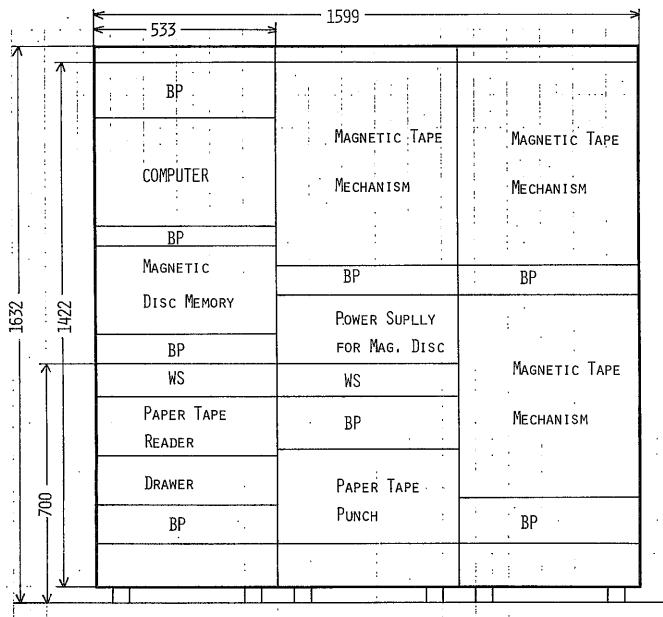 1599
533
1632
1422
700
BP
COMPUTER
BP
MAGNETIC
DISC MEMORY
BP
WS
PAPER TAPE
READER
DRAWER
BP
MAGNETIC TAPE
MECHANISM
BP
POWER SUPLLY
FOR MAG. DISC
WS
BP
PAPER TAPE
PUNCH
MAGNETIC TAPE
MECHANISM
BP
MAGNETIC TAPE
MECHANISM
BP